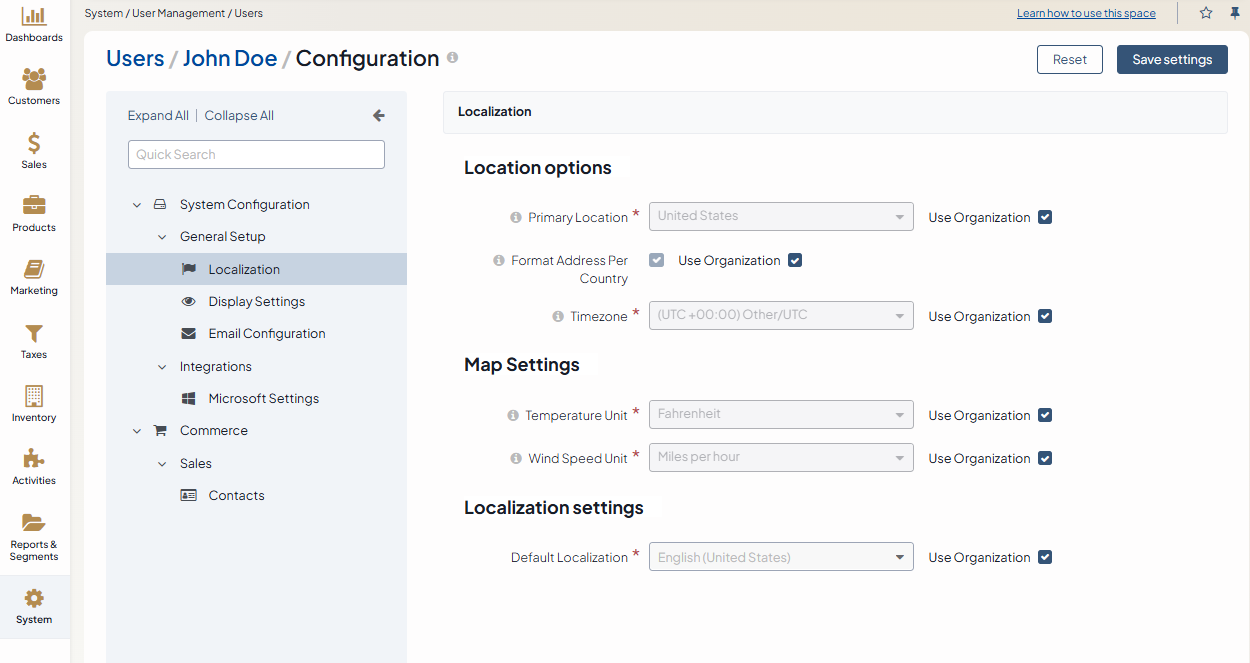 System / User Management / Users
Learn how to use this space
Dashboards
Customers
Sales
Products
Marketing
Taxes
Inventory
Activities
Reports &
Segments
System
Users / John Doe / Configuration
Reset
Save settings
Expand All | Collapse All
Quick Search
System Configuration
General Setup
Localization
Display Settings
Email Configuration
Integrations
Microsoft Settings
Commerce
Sales
Contacts
Localization
Location options
Primary Location * United States Use Organization
Format Address Per Use Organization
Country
Timezone * (UTC +00:00) Other/UTC Use Organization
Map Settings
Temperature Unit * Fahrenheit Use Organization
Wind Speed Unit * Miles per hour Use Organization
Localization settings
Default Localization * English (United States) Use Organization